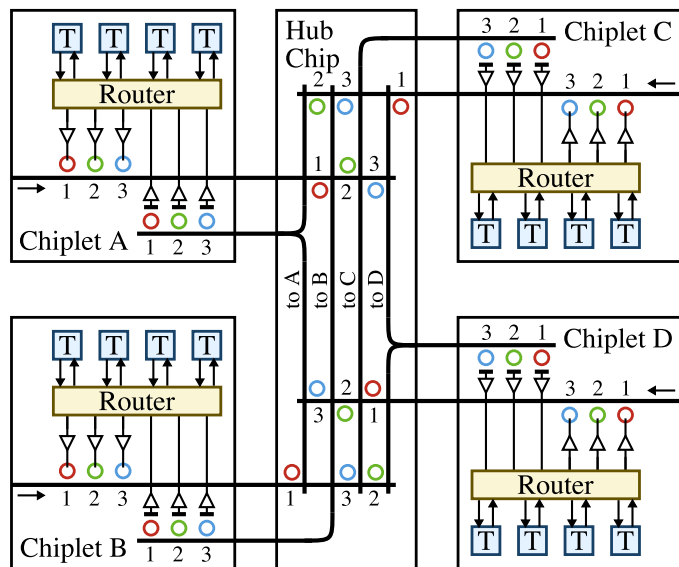 T T T T
Router
1 2 3
1 2 3
Chiplet A
Hub
Chip
2 3 1
1 3
2
to A
to B
to C
to D
3 2 1
Chiplet C
3 2 1
Router
T T T T
T T T T
Router
1 2 3
1 2 3
Chiplet B
2
3 1
1 3 2
3 2 1
Chiplet D
3 2 1
Router
T T T T